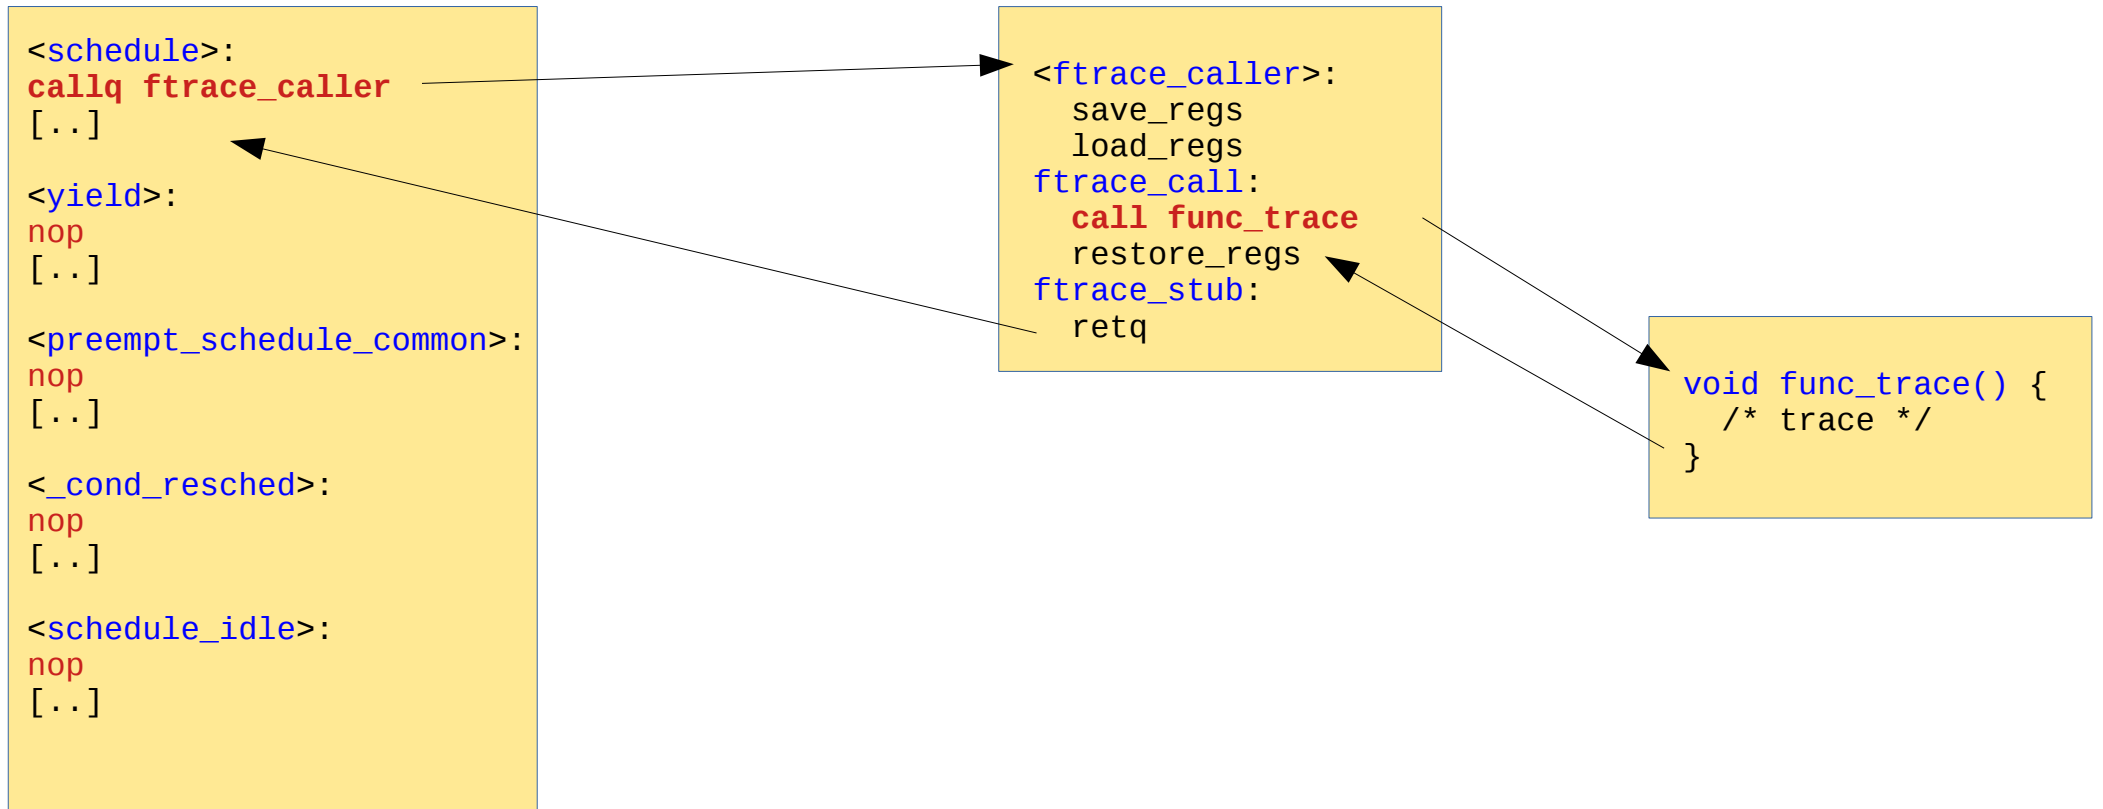 <schedule>:
callq ftrace_caller
[..]
<yield>:
nop
[..]
<preempt_schedule_common>:
nop
[..]
<_cond_resched>:
nop
[..]
<schedule_idle>:
nop
[..]
<ftrace_caller>:
save_regs
load_regs
ftrace_call:
call func_trace
restore_regs
ftrace_stub:
retq
void func_trace() {
/* trace */
}